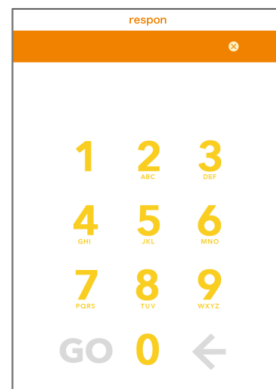 respon
1 2 3
ABC DEF
4 5 6
GHI JKL MNO
7 8 9
PQRS TUV WXYZ
GO 0